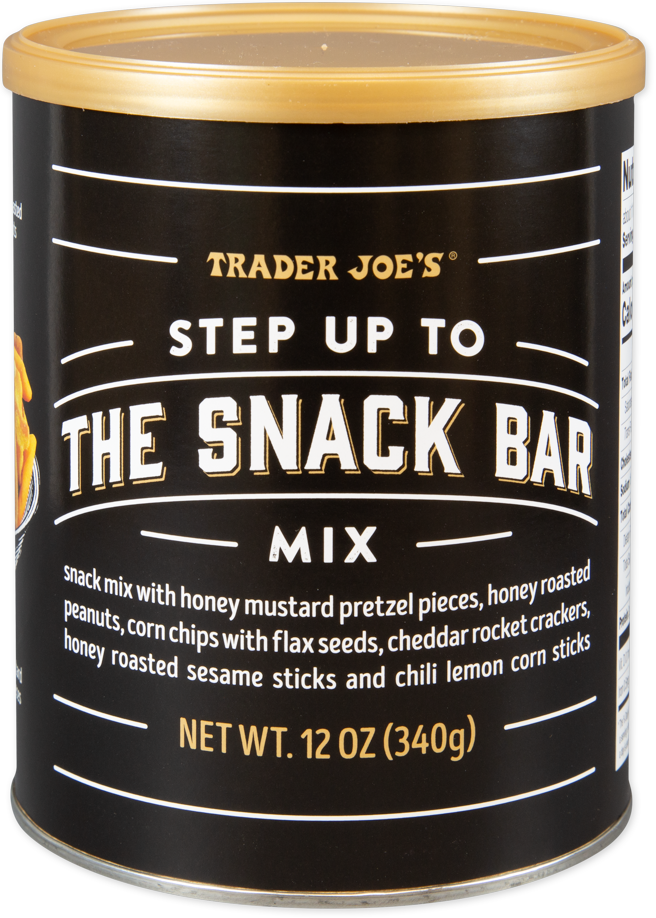 TRADER JOE'S®
STEP UP TO
THE SNACK BAR
MIX
snack mix with honey mustard pretzel pieces, honey roasted
peanuts, corn chips with flax seeds, cheddar rocket crackers,
honey roasted sesame sticks and chili lemon corn sticks
NET WT. 12 OZ (340g)